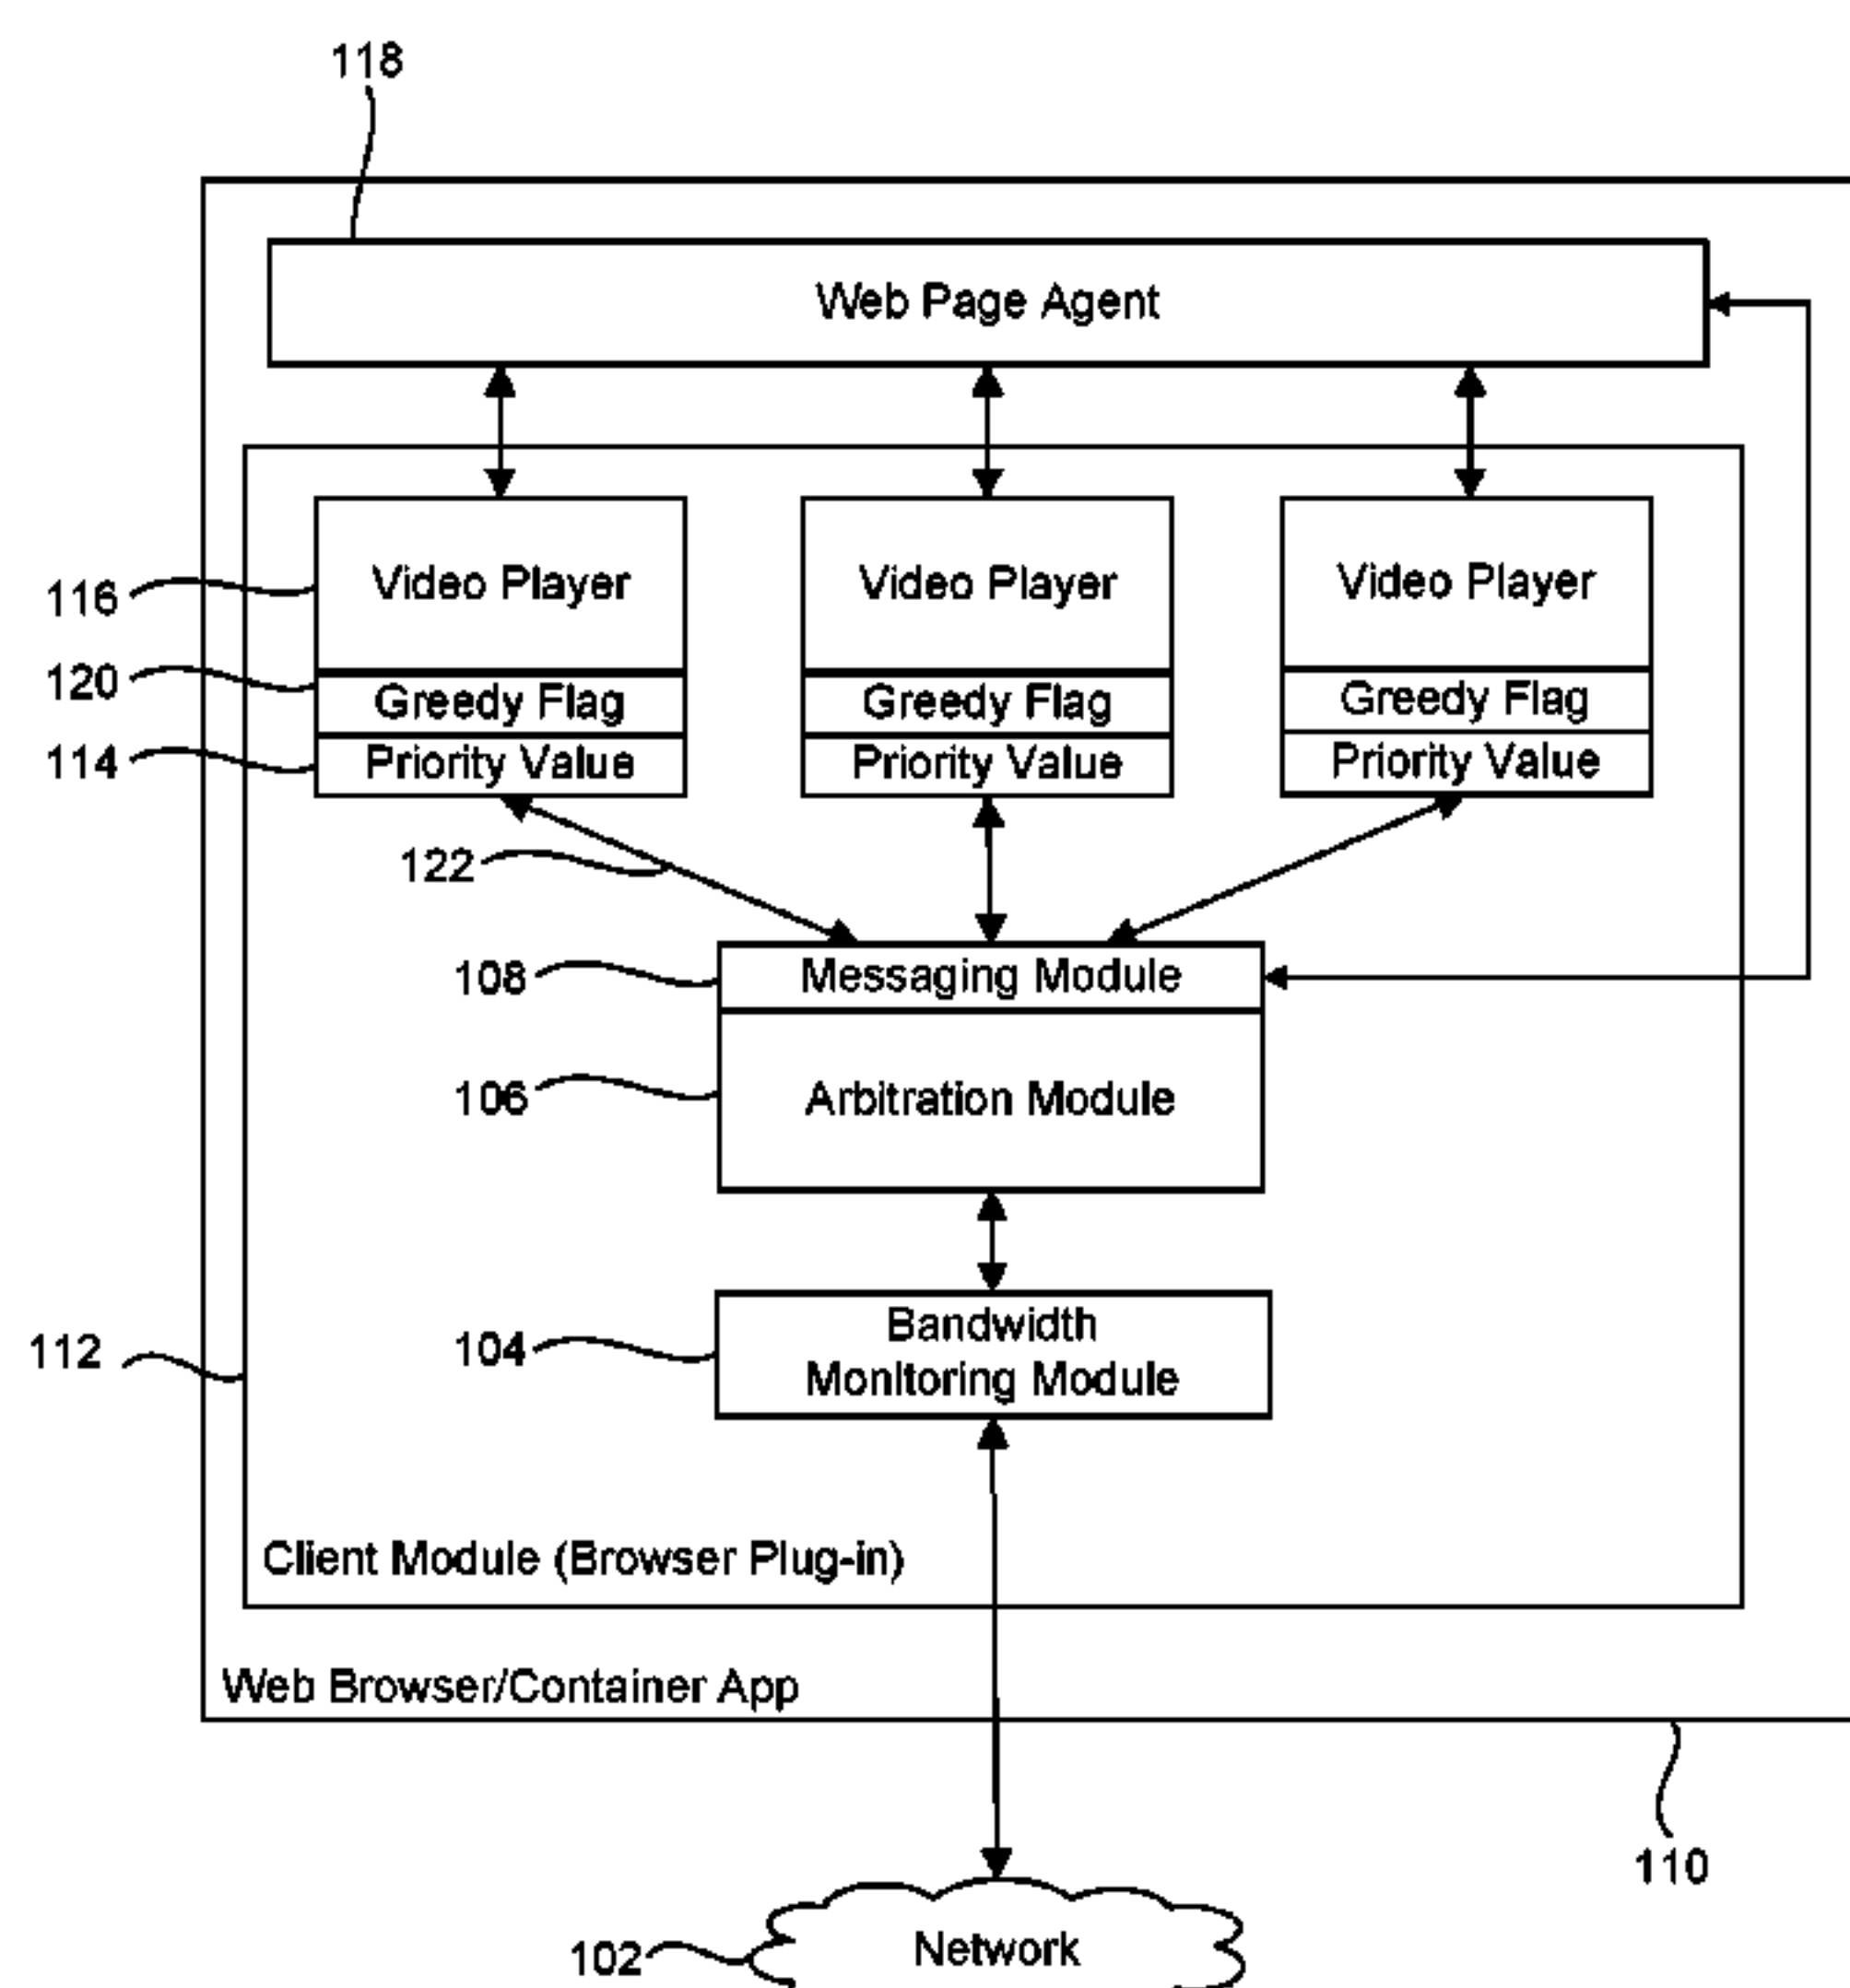 118
Web Page Agent
116
Video Player
Video Player
Video Player
120
Greedy Flag
Greedy Flag
Greedy Flag
114
Priority Value
Priority Value
Priority Value
122
108
Messaging Module
106
Arbitration Module
112
104
Bandwidth
Monitoring Module
Client Module (Browser Plug-in)
Web Browser/Container App
110
102
Network